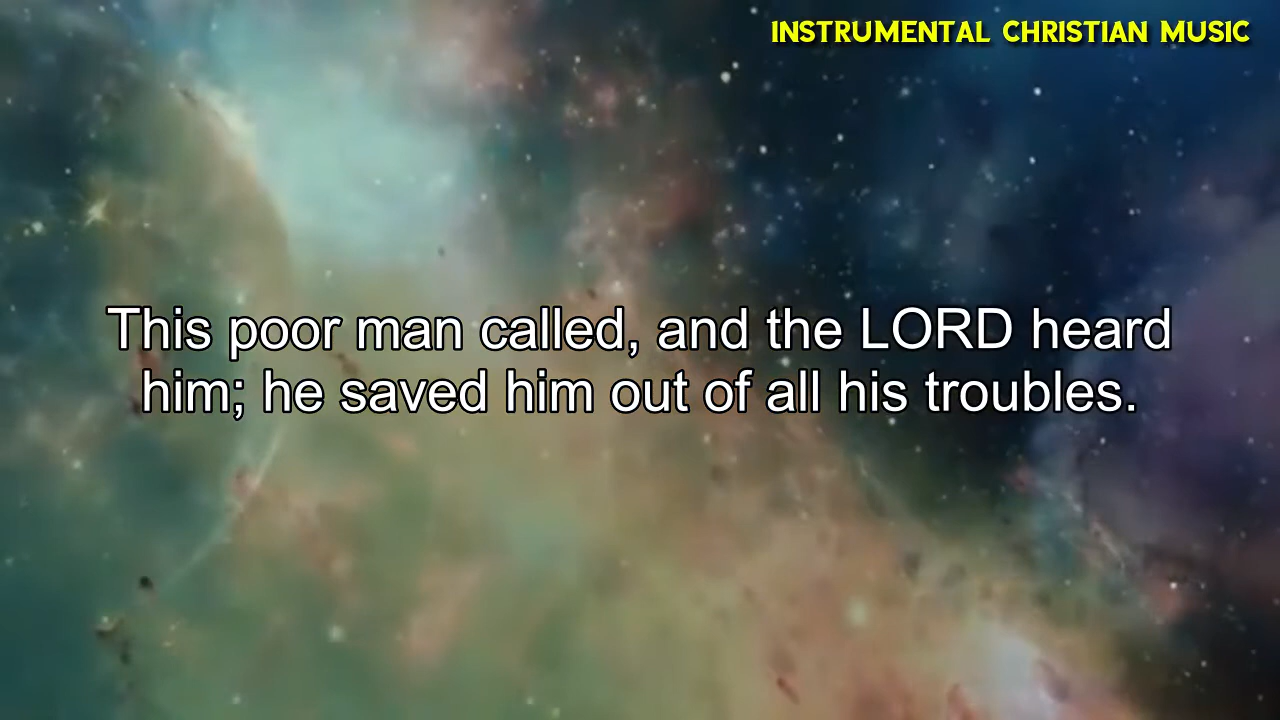 INSTRUMENTAL CHRISTIAN MUSIC
This poor man called, and the LORD heard
him; he saved him out of all his troubles.